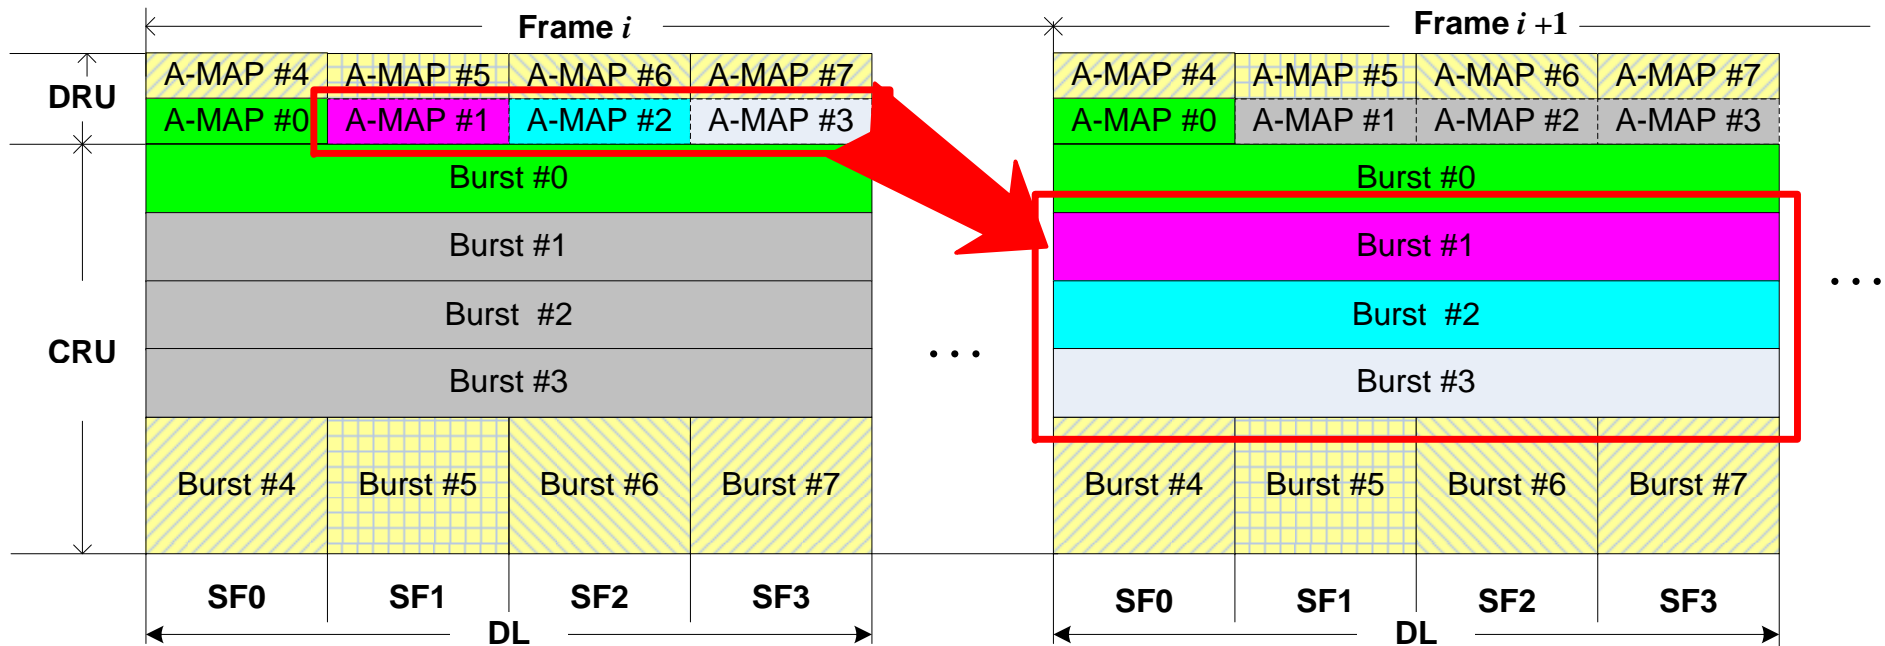 Frame i Frame i +1
A-MAP #4 A-MAP #5 A-MAP #6 A-MAP #7 A-MAP #4 A-MAP #5 A-MAP #6 A-MAP #7
DRU
A-MAP #0 A-MAP #1 A-MAP #2 A-MAP #3 A-MAP #0 A-MAP #1 A-MAP #2 A-MAP #3
Burst #0 Burst #0
Burst #1 Burst #1
Burst #2 Burst #2
CRU ... ...
Burst #3 Burst #3
Burst #4 Burst #5 Burst #6 Burst #7 Burst #4 Burst #5 Burst #6 Burst #7
SF0 SF1 SF2 SF3 SF0 SF1 SF2 SF3
DL DL